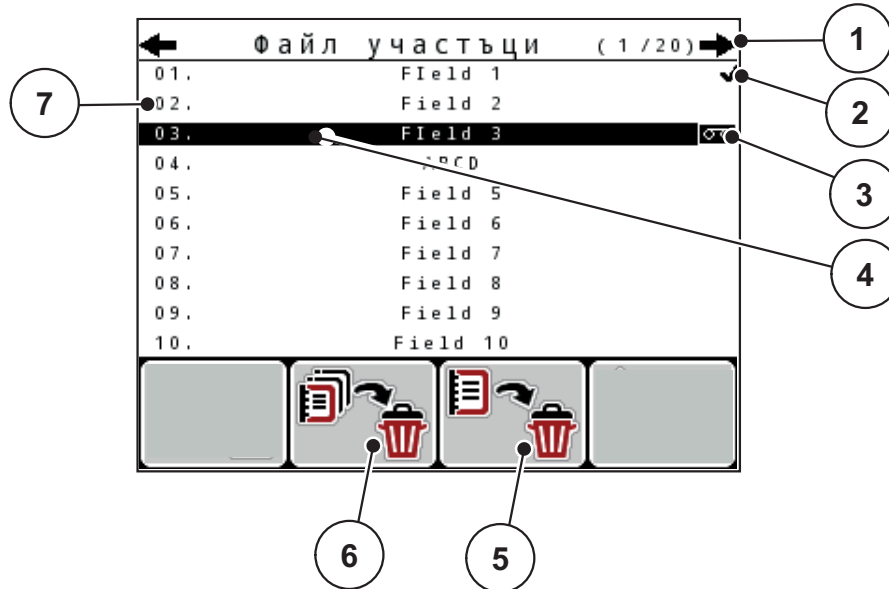 Файл участъци (1/20)
01. FIeld 1
02. Field 2
03. FIeld 3
04. ABCD
05. Field 5
06. Field 6
07. Field 7
08. Field 8
09. Field 9
10. Field 10
1
2
3
4
5
6
7